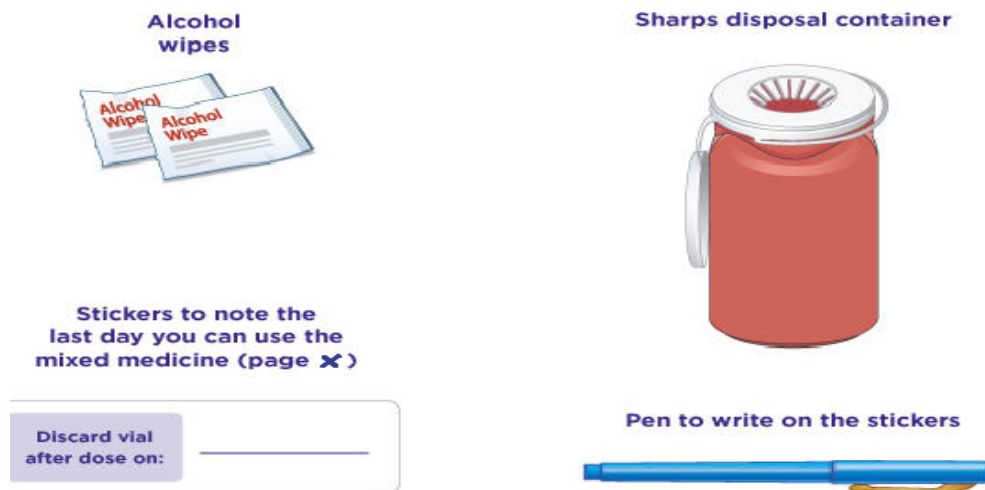 Alcohol
wipes
Alcohol
Wipe
Alcohol
Wipe
Sharps disposal container
Stickers to note the
last day you can use the
mixed medicine (page x)
Discard vial
after dose on:
Pen to write on the stickers